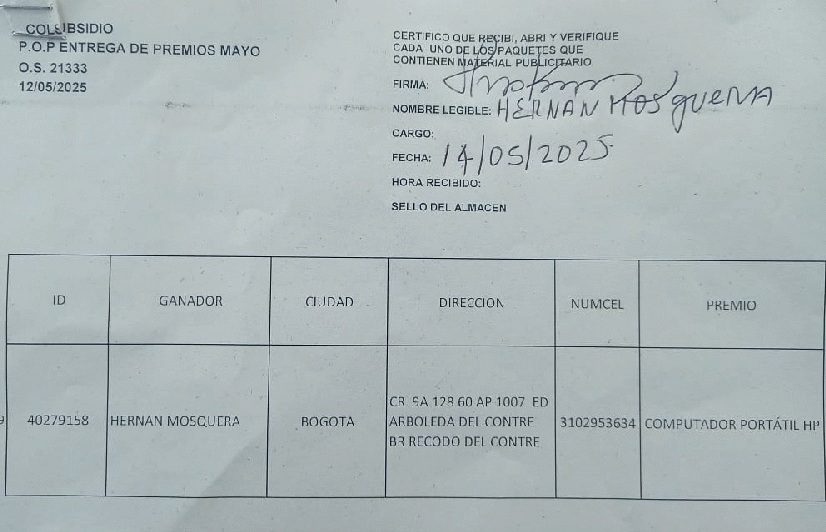 COLSUBSIDIO
P.O.P ENTREGA DE PREMIOS MAYO
O.S. 21333
12/05/2025
CERTIFICO QUE RECIBI, ABRI Y VERIFIQUE
CADA UNO DE LOS PAQUETES QUE
CONTIENEN MATERIAL PUBLICITARIO
FIRMA:
NOMBRE LEGIBLE: HERNAN MOSQUERA
CARGO:
FECHA: 14/05/2025
HORA RECIBIDO:
SELLO DEL ALMACEN
ID GANADOR CIUDAD DIRECCION NUMCEL PREMIO
CR 9A 128 60 AP 1007 ED
40279158 HERNAN MOSQUERA BOGOTA ARBOLEDA DEL CONTRE 3102953634 COMPUTADOR PORTÁTIL HP
BR RECODO DEL CONTRE